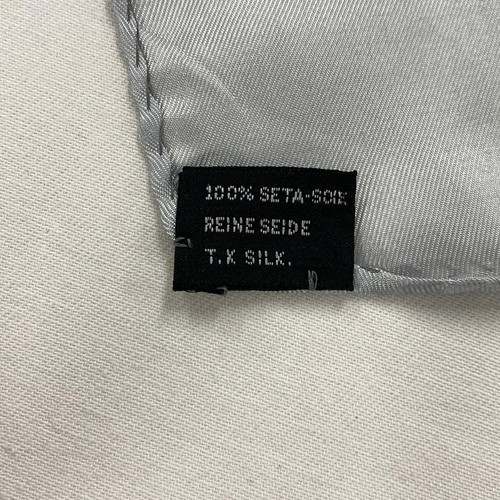 100% SETA-SOIE
REINE SEIDE
T.X SILK.